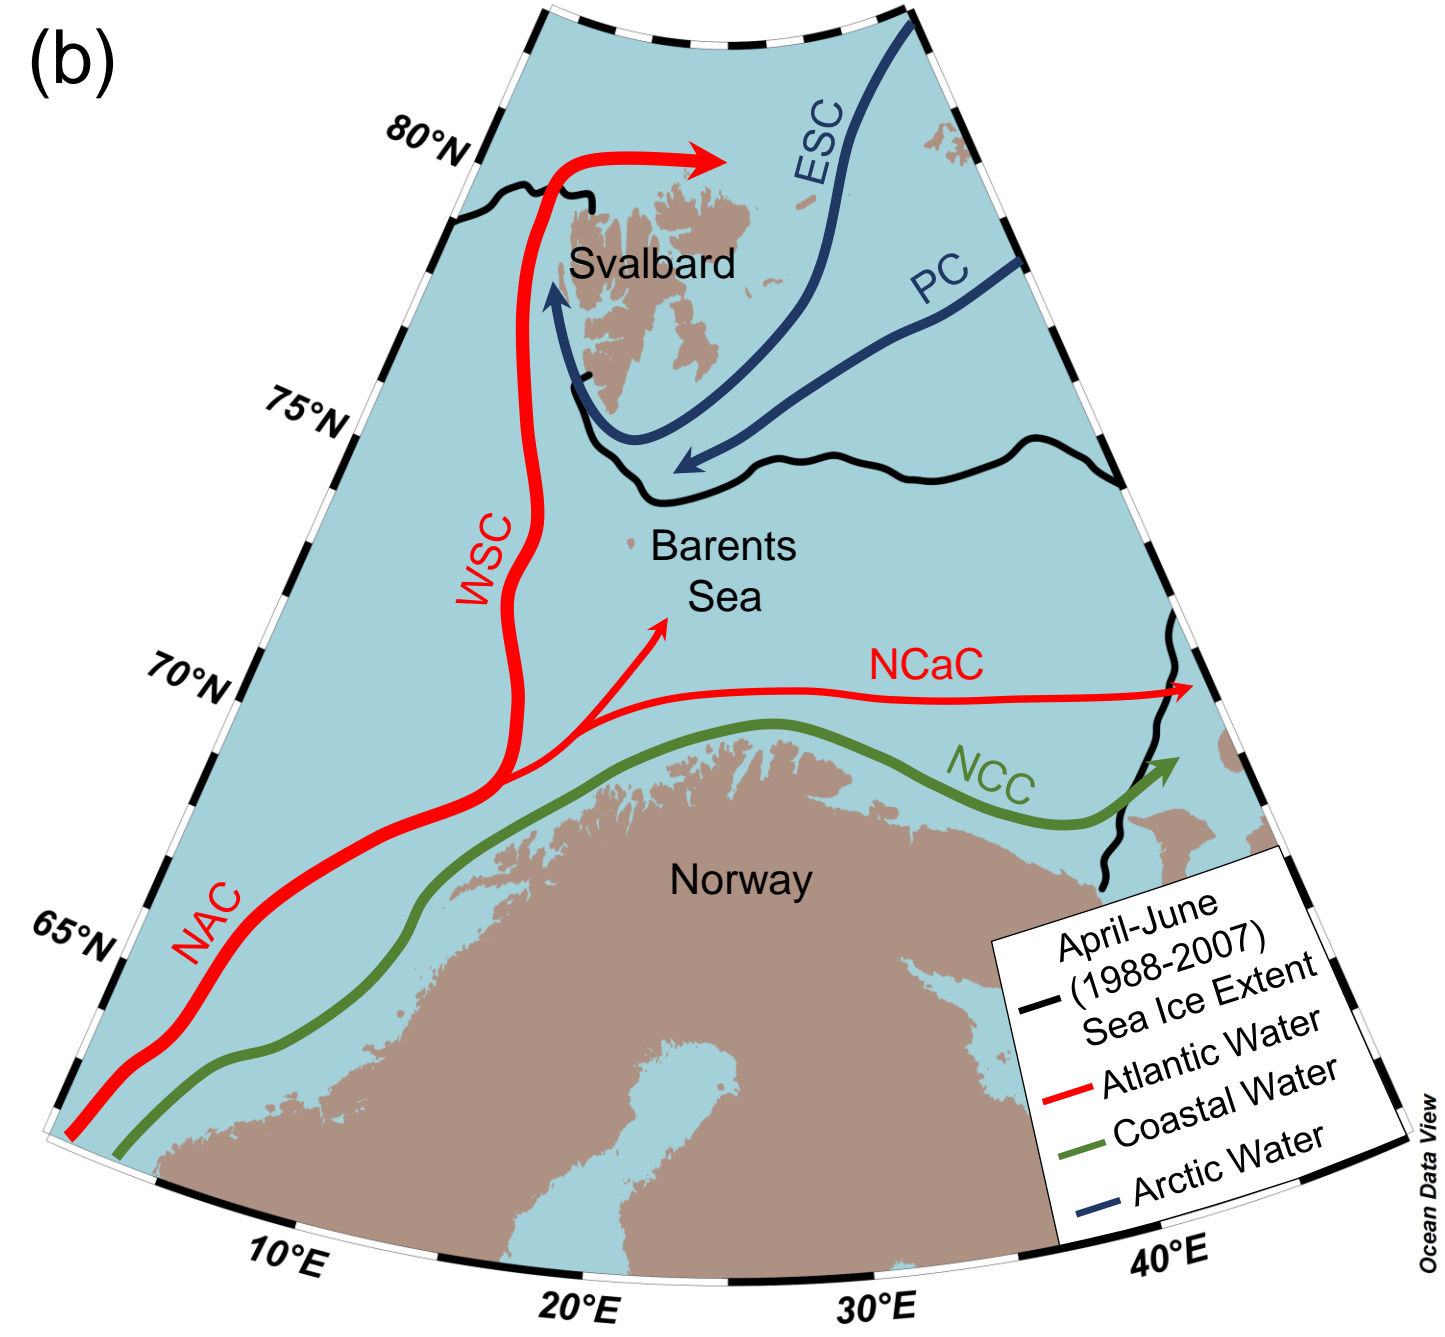 (b)
80°N
ESC
Svalbard
PC
75°N
WSC
Barents
Sea
70°N
NCaC
NCC
Norway
NAC
65°N
April-June
(1988-2007)
Sea Ice Extent
Atlantic Water
Coastal Water
Arctic Water
10°E
20°E
30°E
40°E
Ocean Data View